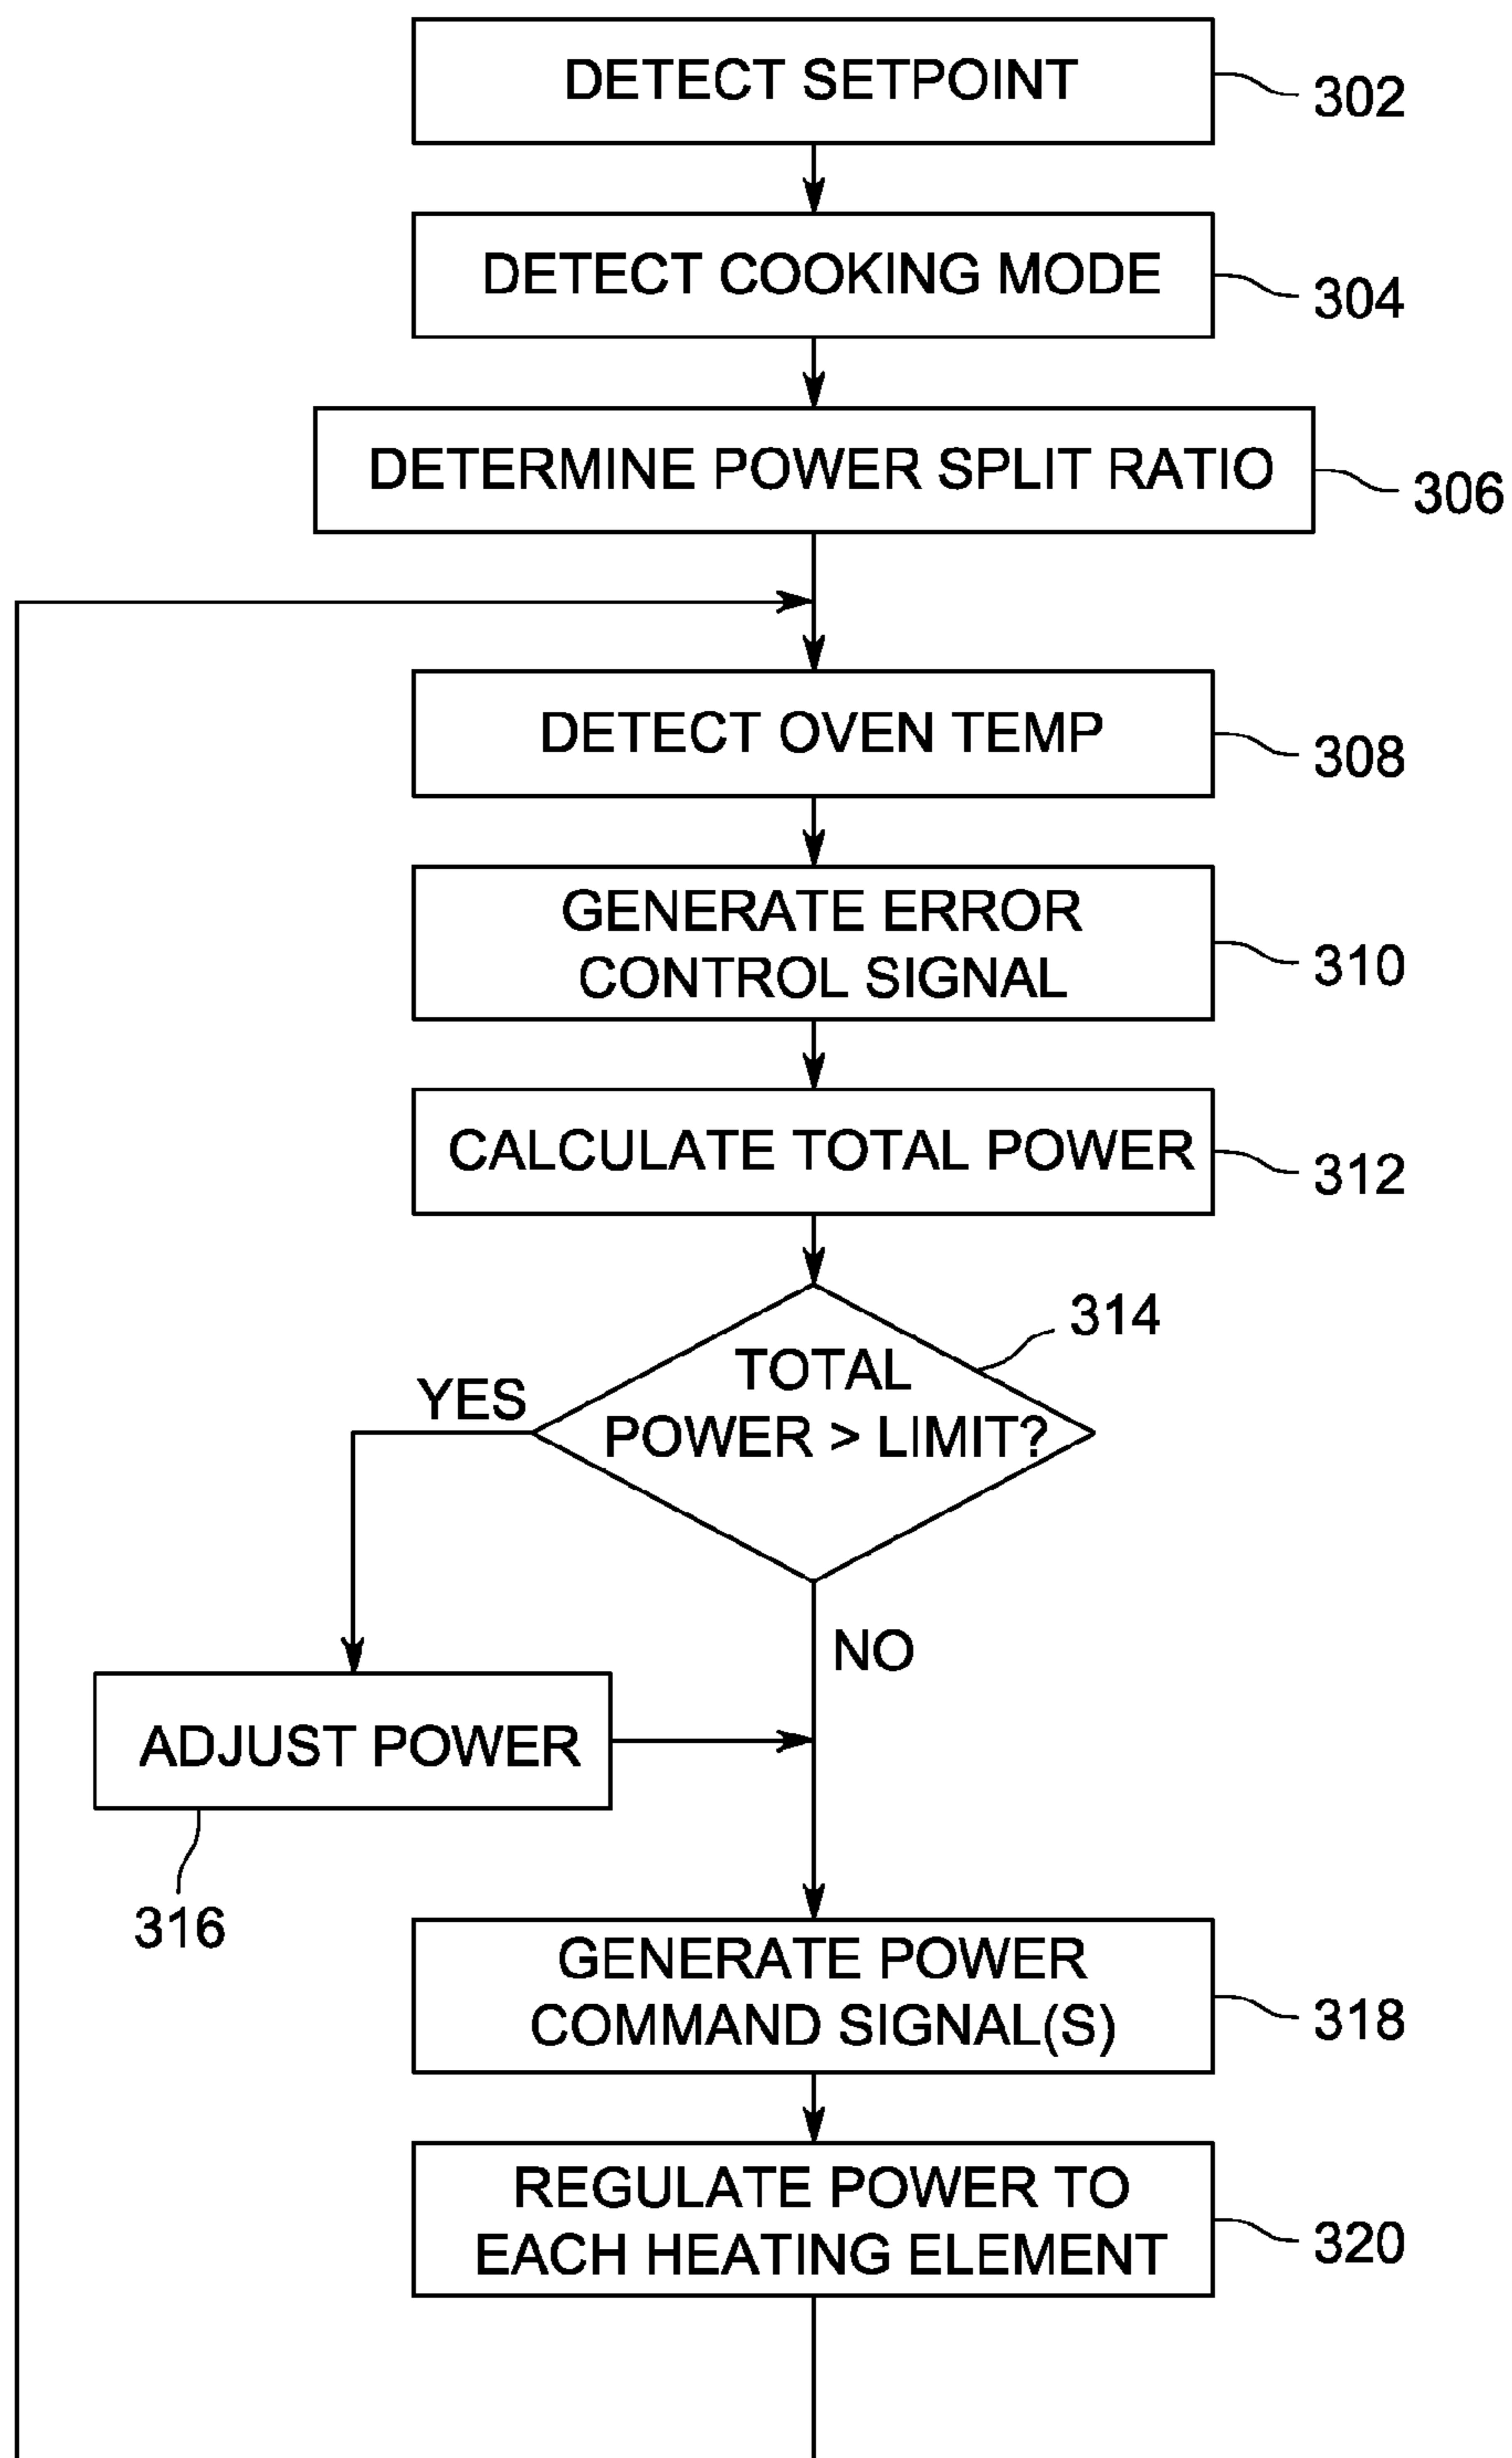 DETECT SETPOINT
302
DETECT COOKING MODE
304
DETERMINE POWER SPLIT RATIO
306
DETECT OVEN TEMP
308
GENERATE ERROR
CONTROL SIGNAL
310
CALCULATE TOTAL POWER
312
314
TOTAL
POWER > LIMIT?
YES
NO
ADJUST POWER
316
GENERATE POWER
COMMAND SIGNAL(S)
318
REGULATE POWER TO
EACH HEATING ELEMENT
320